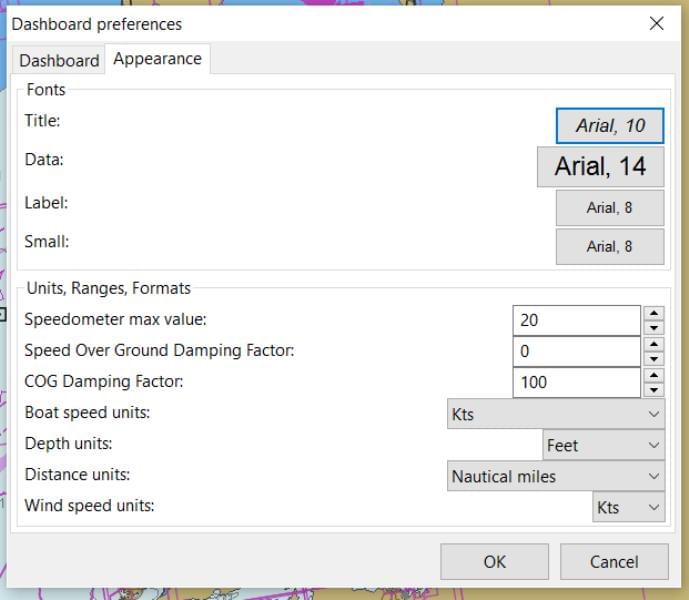 Dashboard preferences
Dashboard Appearance
Fonts
Title: Arial, 10
Data: Arial, 14
Label: Arial, 8
Small: Arial, 8
Units, Ranges, Formats
Speedometer max value: 20
Speed Over Ground Damping Factor: 0
COG Damping Factor: 100
Boat speed units: Kts
Depth units: Feet
Distance units: Nautical miles
Wind speed units: Kts
OK Cancel